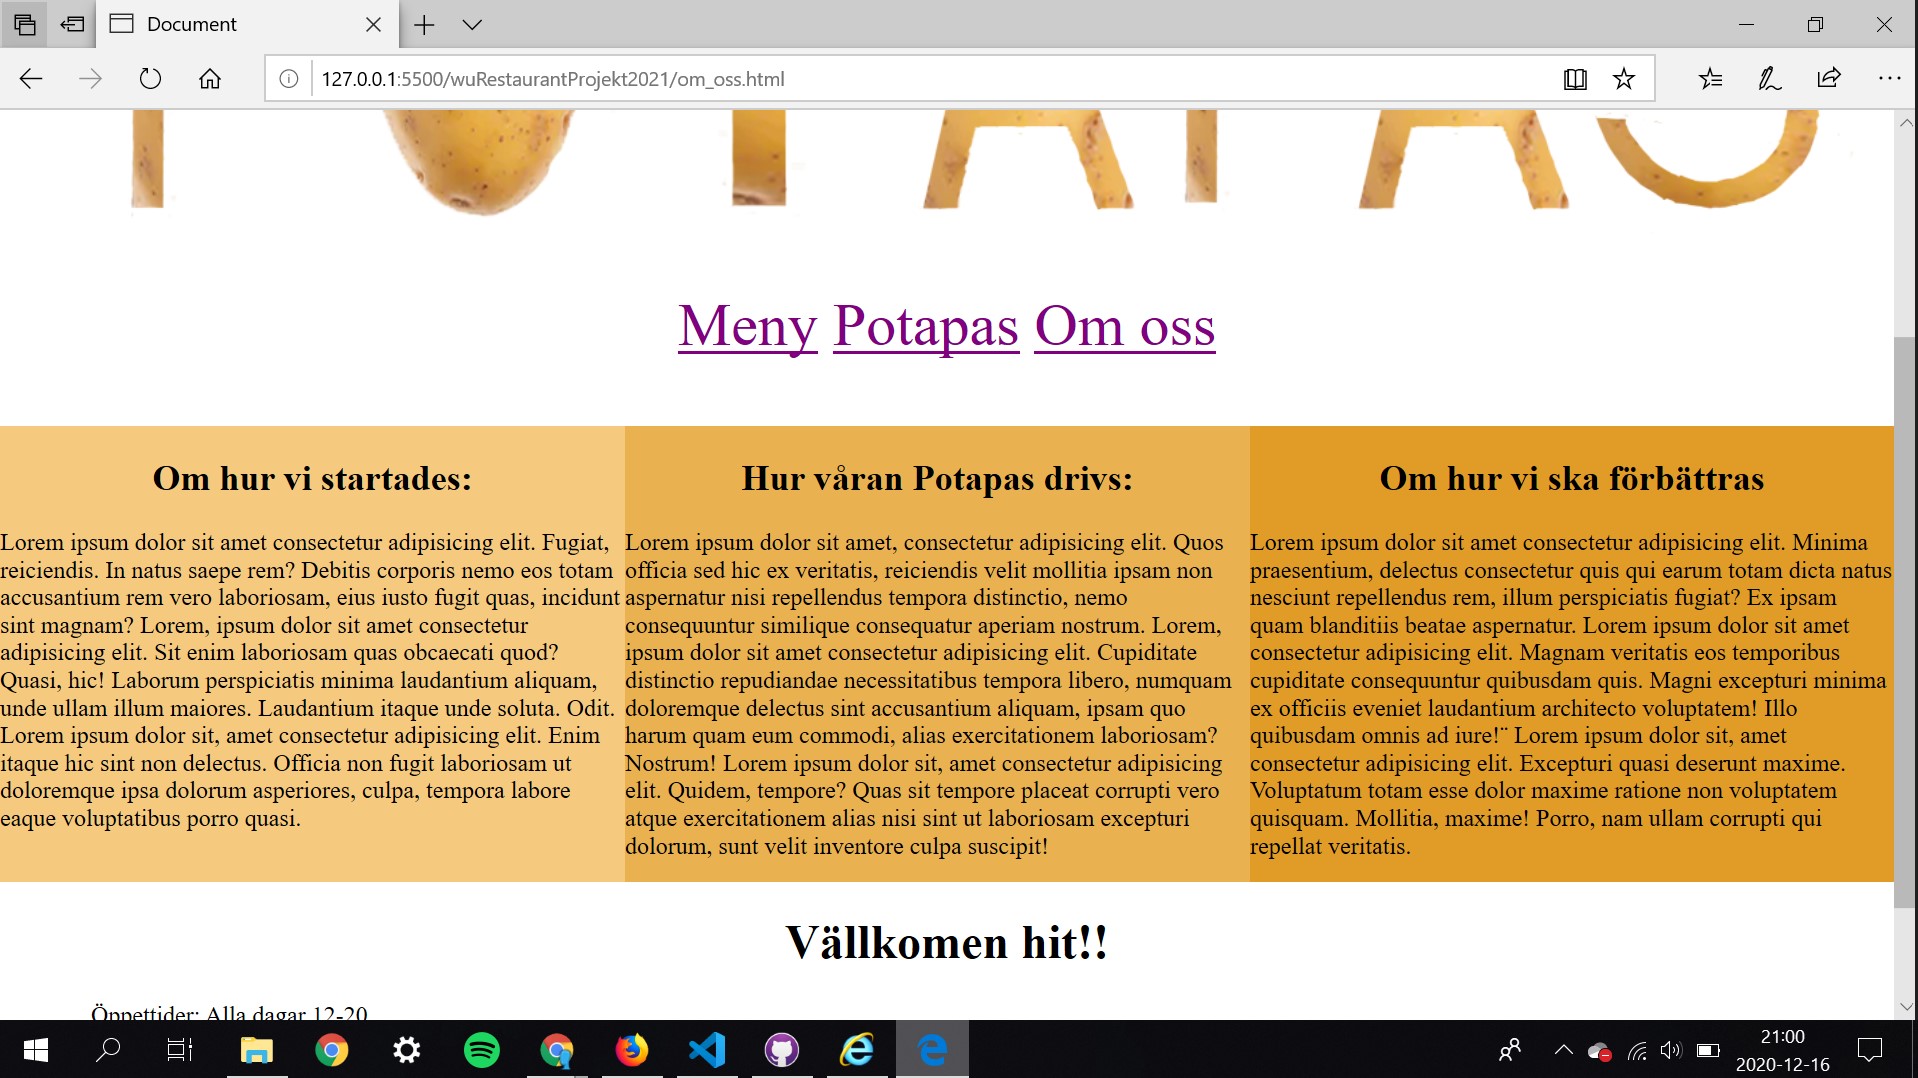 Document
127.0.0.1:5500/wuRestaurantProjekt2021/om_oss.html
POTAPAS
Meny Potapas Om oss
Om hur vi startades:
Lorem ipsum dolor sit amet consectetur adipisicing elit. Fugiat,
reiciendis. In natus saepe rem? Debitis corporis nemo eos totam
accusantium rem vero laboriosam, eius iusto fugit quas, incidunt
sint magnam? Lorem, ipsum dolor sit amet consectetur
adipisicing elit. Sit enim laboriosam quas obcaecati quod?
Quasi, hic! Laborum perspiciatis minima laudantium aliquam,
unde ullam illum maiores. Laudantium itaque unde soluta. Odit.
Lorem ipsum dolor sit, amet consectetur adipisicing elit. Enim
itaque hic sint non delectus. Officia non fugit laboriosam ut
doloremque ipsa dolorum asperiores, culpa, tempora labore
eaque voluptatibus porro quasi.
Hur våran Potapas drivs:
Lorem ipsum dolor sit amet, consectetur adipisicing elit. Quos
officia sed hic ex veritatis, reiciendis velit mollitia ipsam non
aspernatur nisi repellendus tempora distinctio, nemo
consequuntur similique consequatur aperiam nostrum. Lorem,
ipsum dolor sit amet consectetur adipisicing elit. Cupiditate
distinctio repudiandae necessitatibus tempora libero, numquam
doloremque delectus sint accusantium aliquam, ipsam quo
harum quam eum commodi, alias exercitationem laboriosam?
Nostrum! Lorem ipsum dolor sit, amet consectetur adipisicing
elit. Quidem, tempore? Quas sit tempore placeat corrupti vero
atque exercitationem alias nisi sint ut laboriosam excepturi
dolorum, sunt velit inventore culpa suscipit!
Om hur vi ska förbättras
Lorem ipsum dolor sit amet consectetur adipisicing elit. Minima
praesentium, delectus consectetur quis qui earum totam dicta natus
nesciunt repellendus rem, illum perspiciatis fugiat? Ex ipsam
quam blanditiis beatae aspernatur. Lorem ipsum dolor sit amet
consectetur adipisicing elit. Magnam veritatis eos temporibus
cupiditate consequuntur quibusdam quis. Magni excepturi minima
ex officiis eveniet laudantium architecto voluptatem! Illo
quibusdam omnis ad iure!¨ Lorem ipsum dolor sit, amet
consectetur adipisicing elit. Excepturi quasi deserunt maxime.
Voluptatum totam esse dolor maxime ratione non voluptatem
quisquam. Mollitia, maxime! Porro, nam ullam corrupti qui
repellat veritatis.
Vällkomen hit!!
Öppettider: Alla dagar 12-20
21:00
2020-12-16